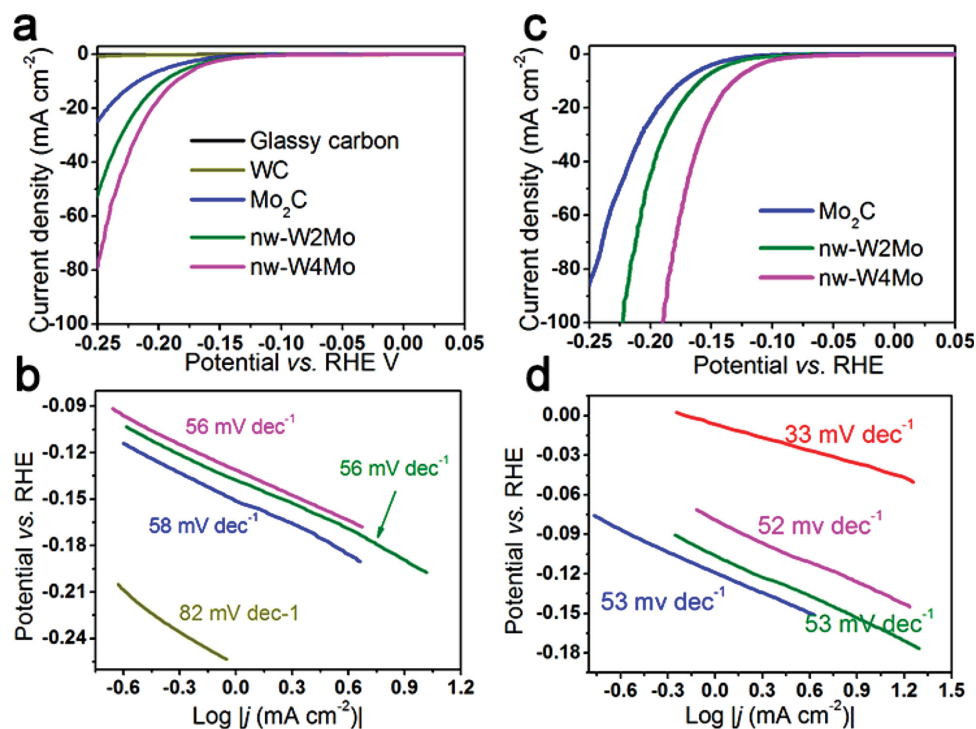 a
Current density (mA cm⁻²)
0
-20
-40
-60
-80
-100
Glassy carbon
WC
Mo₂C
nw-W2Mo
nw-W4Mo
-0.25 -0.20 -0.15 -0.10 -0.05 0.00 0.05
Potential vs. RHE V
c
Current density (mA cm⁻²)
0
-20
-40
-60
-80
-100
Mo₂C
nw-W2Mo
nw-W4Mo
-0.25 -0.20 -0.15 -0.10 -0.05 0.00 0.05
Potential vs. RHE
b
Potential vs. RHE
-0.09
-0.12
-0.15
-0.18
-0.21
-0.24
56 mV dec⁻¹
56 mV dec⁻¹
58 mV dec⁻¹
82 mV dec-1
-0.6 -0.3 0.0 0.3 0.6 0.9 1.2
Log |j (mA cm⁻²)|
d
Potential vs. RHE
0.00
-0.03
-0.06
-0.09
-0.12
-0.15
-0.18
33 mV dec⁻¹
52 mv dec⁻¹
53 mv dec⁻¹
53 mV dec⁻¹
-0.6 -0.3 0.0 0.3 0.6 0.9 1.2 1.5
Log |j (mA cm⁻²)|